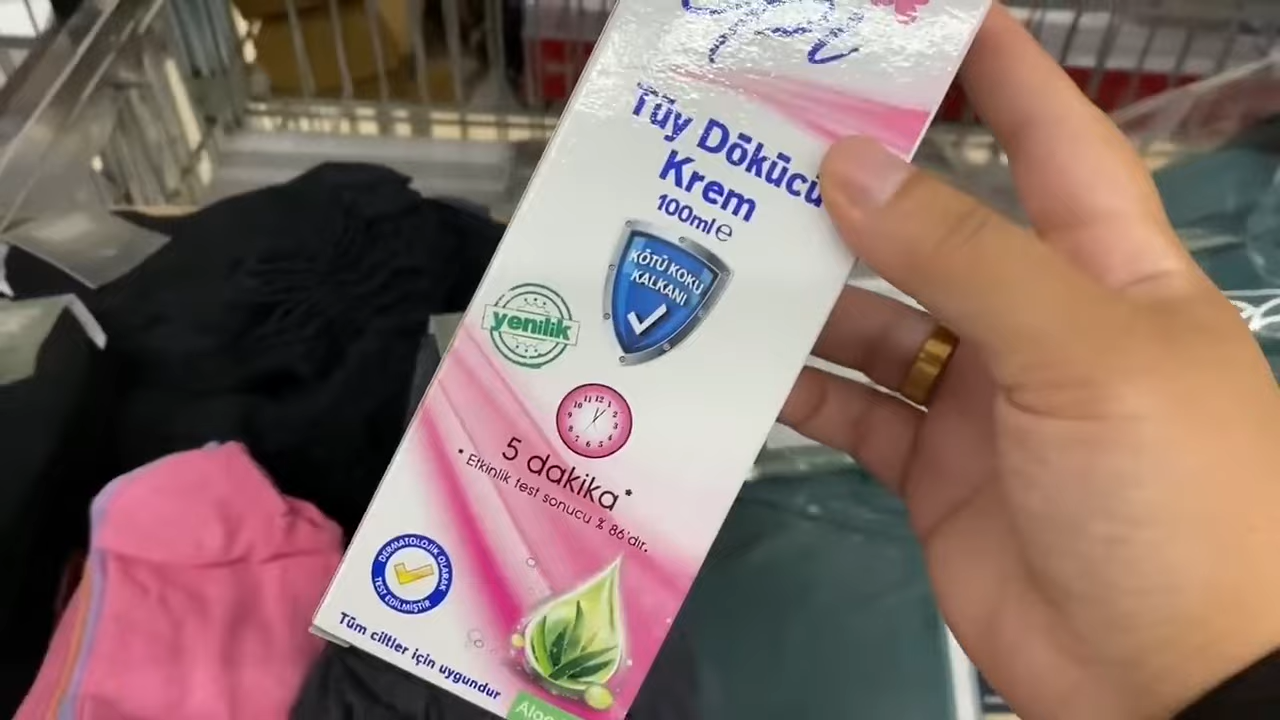 Tüy Dökücü
Krem
100ml e
KÖTÜ KOKU
KALKANI
yenilik
5 dakika*
* Etkinlik test sonucu % 86'dır.
DERMATOLOJİK OLARAK
TEST EDİLMİŞTİR
Tüm ciltler için uygundur